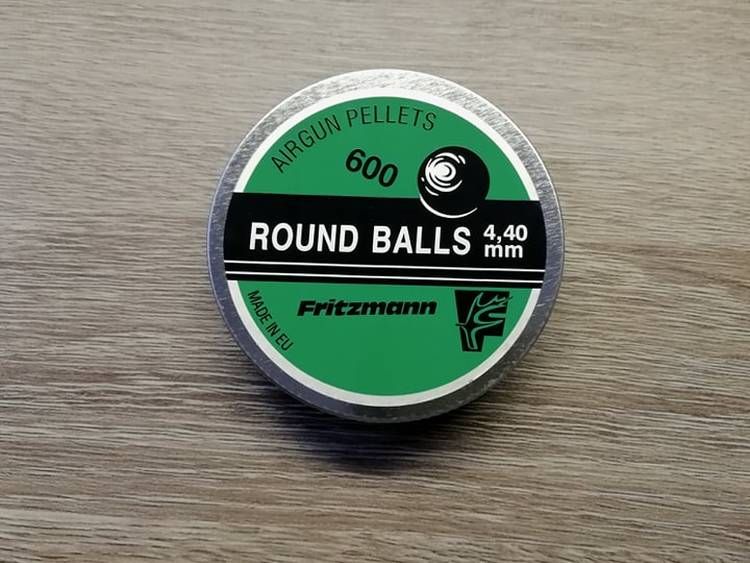 AIRGUN PELLETS
600
ROUND BALLS 4,40 mm
Fritzmann
MADE IN EU